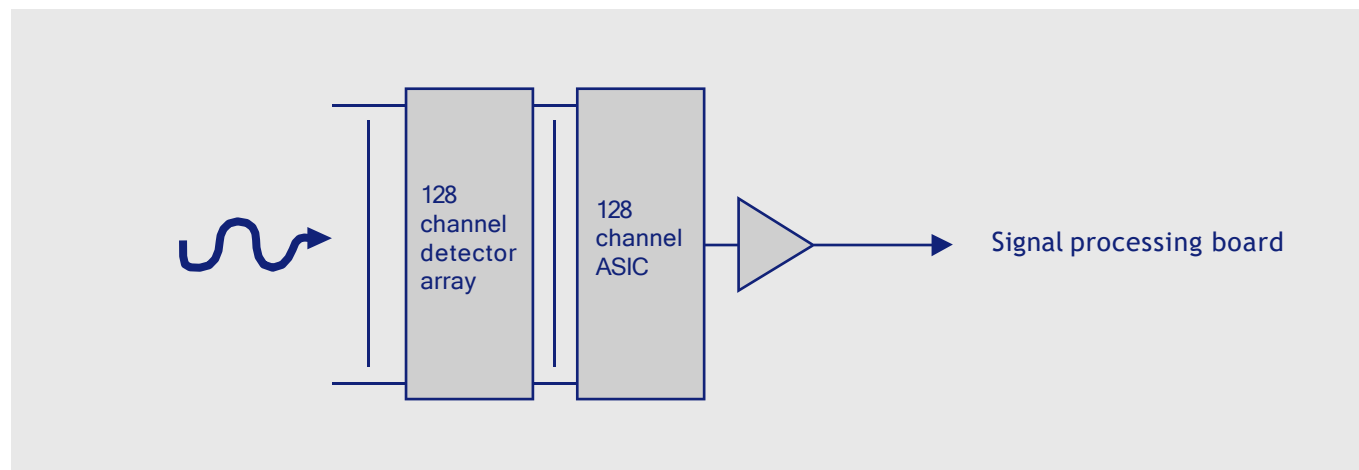 128
channel
detector
array
128
channel
ASIC
Signal processing board